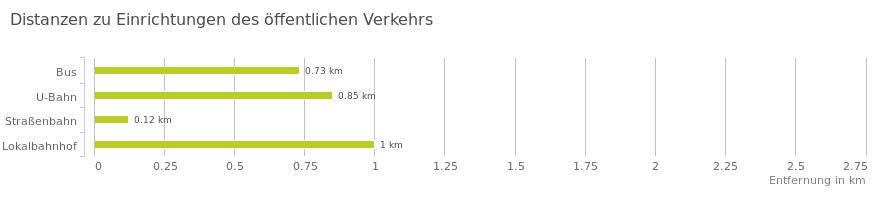 Distanzen zu Einrichtungen des öffentlichen Verkehrs
Bus 0.73 km
U-Bahn 0.85 km
Straßenbahn 0.12 km
Lokalbahnhof 1 km
0 0.25 0.5 0.75 1 1.25 1.5 1.75 2 2.25 2.5 2.75
Entfernung in km